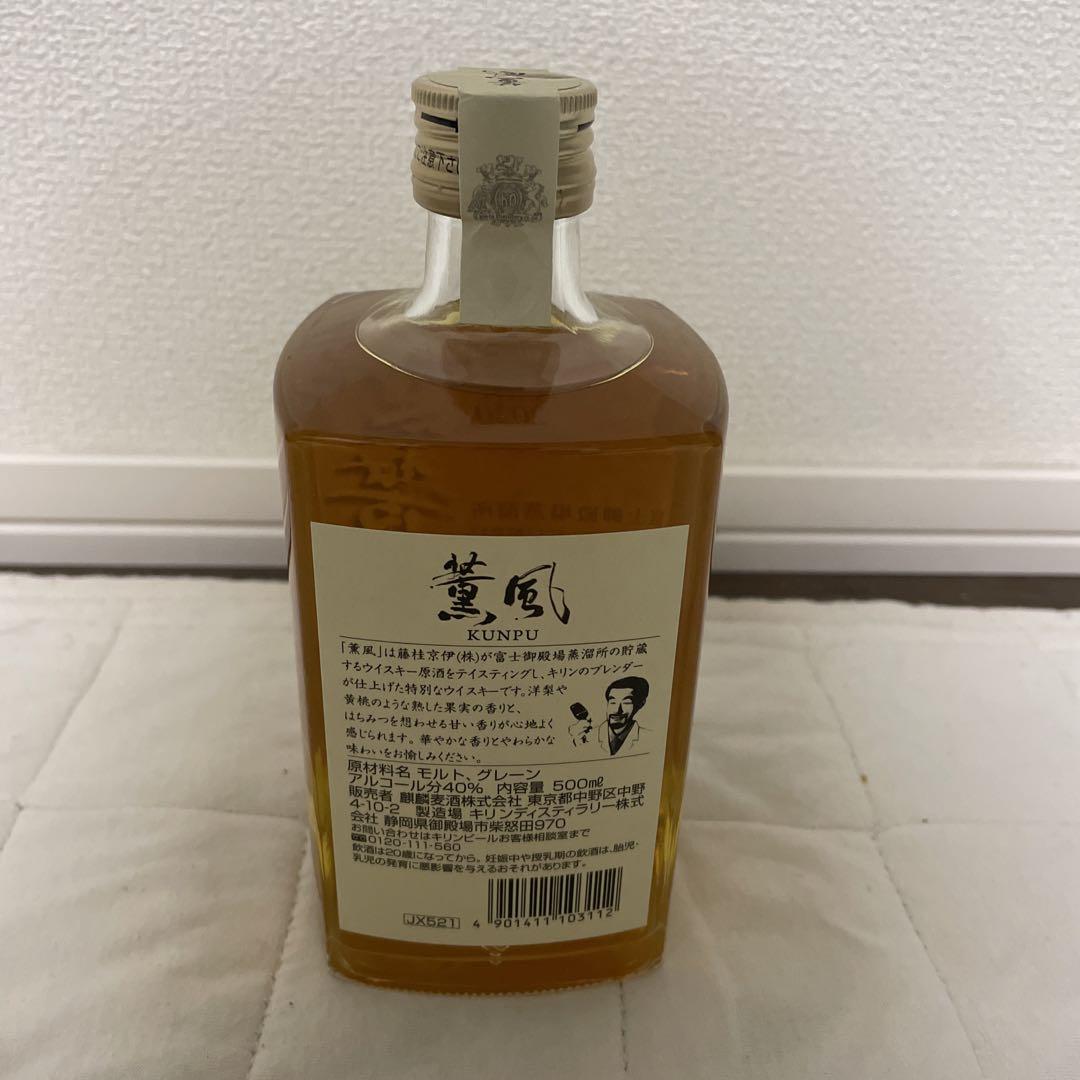 薫風
ご注意下さい
薫風
KUNPU
「薫風」は藤桂京伊(株)が富士御殿場蒸溜所の貯蔵
するウイスキー原酒をテイスティングし、キリンのブレンダー
が仕上げた特別なウイスキーです。洋梨や
黄桃のような熟した果実の香りと、
はちみつを想わせる甘い香りが心地よく
感じられます。華やかな香りとやわらかな
味わいをお愉しみください。
原材料名 モルト、グレーン
アルコール分40% 内容量 500mℓ
販売者 麒麟麦酒株式会社 東京都中野区中野
4-10-2 製造場 キリンディスティラリー株式
会社 静岡県御殿場市柴怒田970
お問い合わせはキリンビールお客様相談室まで
0120-111-560
飲酒は20歳になってから。妊娠中や授乳期の飲酒は、胎児・
乳児の発育に悪影響を与えるおそれがあります。
JX521
4 901411 103112